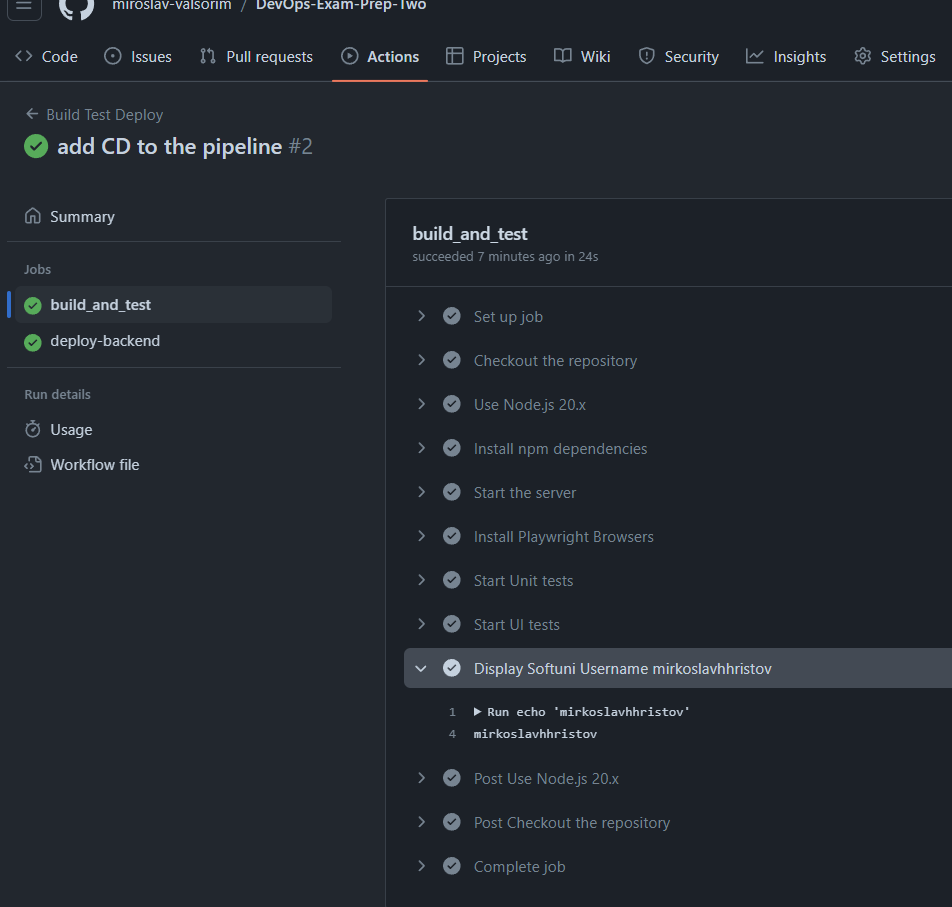 miroslav-valsorim / DevOps-Exam-Prep-Two
Code Issues Pull requests Actions Projects Wiki Security Insights Settings
Build Test Deploy
add CD to the pipeline #2
Summary
Jobs
build_and_test
deploy-backend
Run details
Usage
Workflow file
build_and_test
succeeded 7 minutes ago in 24s
Set up job
Checkout the repository
Use Node.js 20.x
Install npm dependencies
Start the server
Install Playwright Browsers
Start Unit tests
Start UI tests
Display Softuni Username mirkoslavhhristov
1 Run echo 'mirkoslavhhristov'
4 mirkoslavhhristov
Post Use Node.js 20.x
Post Checkout the repository
Complete job